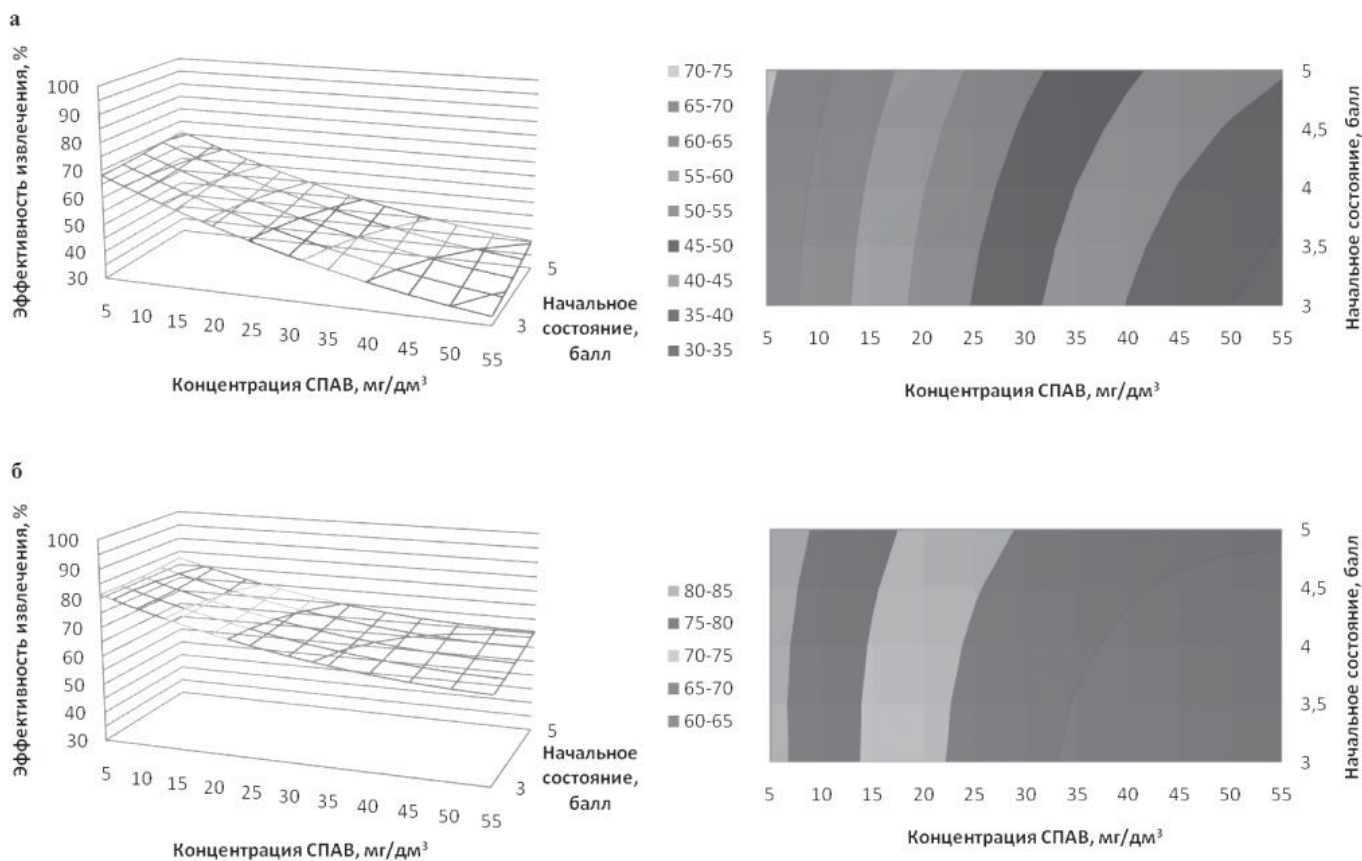 а
Эффективность извлечения, %
100
90
80
70
60
50
40
30
5 10 15 20 25 30 35 40 45 50 55
3
5
Начальное
состояние,
балл
Концентрация СПАВ, мг/дм³
70-75
65-70
60-65
55-60
50-55
45-50
40-45
35-40
30-35
5
4,5
4
3,5
3
Начальное состояние, балл
5 10 15 20 25 30 35 40 45 50 55
Концентрация СПАВ, мг/дм³
б
Эффективность извлечения, %
100
90
80
70
60
50
40
30
5 10 15 20 25 30 35 40 45 50 55
3
5
Начальное
состояние,
балл
Концентрация СПАВ, мг/дм³
80-85
75-80
70-75
65-70
60-65
5
4,5
4
3,5
3
Начальное состояние, балл
5 10 15 20 25 30 35 40 45 50 55
Концентрация СПАВ, мг/дм³